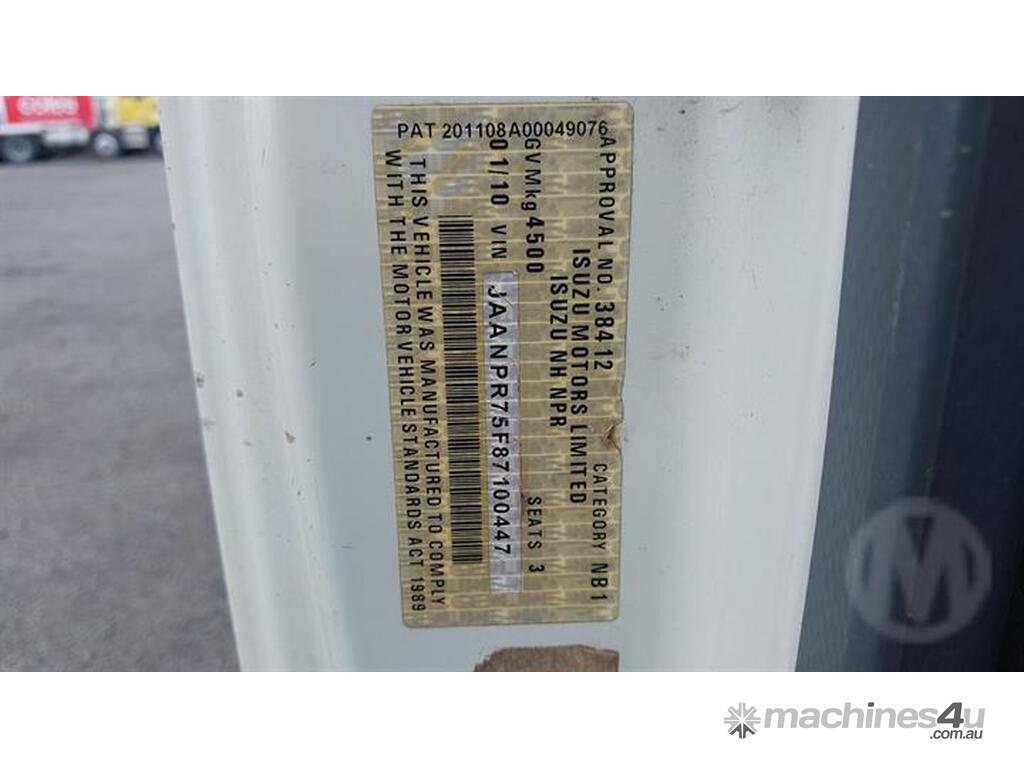 coles
PAT 201108A00049076
APPROVAL NO. 38412 CATEGORY NB1
ISUZU MOTORS LIMITED
ISUZU NH NPR
GVMkg 4500 SEATS 3
01/10 VIN JAANPR75F87100447
THIS VEHICLE WAS MANUFACTURED TO COMPLY
WITH THE MOTOR VEHICLE STANDARDS ACT 1989
M
machines4u
.com.au